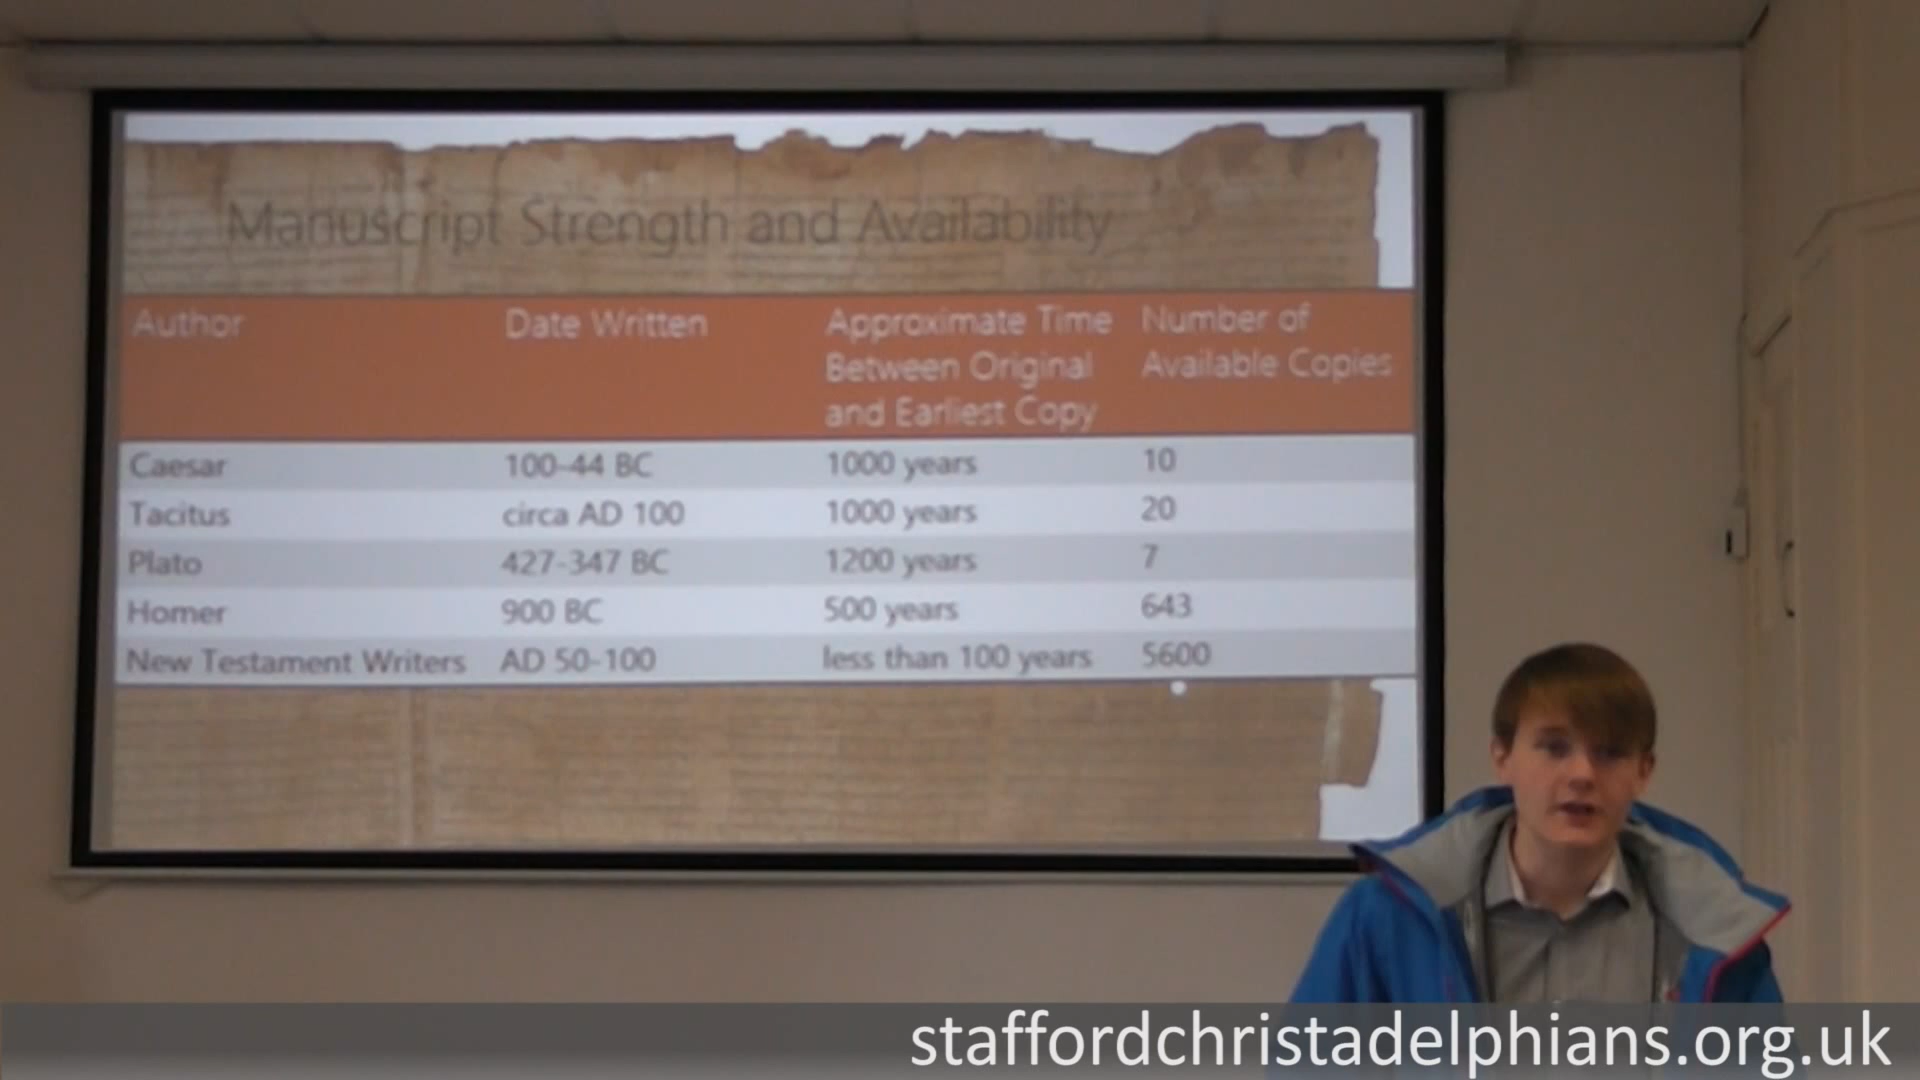 Manuscript Strength and Availability
Author Date Written Approximate Time Between Original and Earliest Copy Number of Available Copies
Caesar 100-44 BC 1000 years 10
Tacitus circa AD 100 1000 years 20
Plato 427-347 BC 1200 years 7
Homer 900 BC 500 years 643
New Testament Writers AD 50-100 less than 100 years 5600
staffordchristadelphians.org.uk